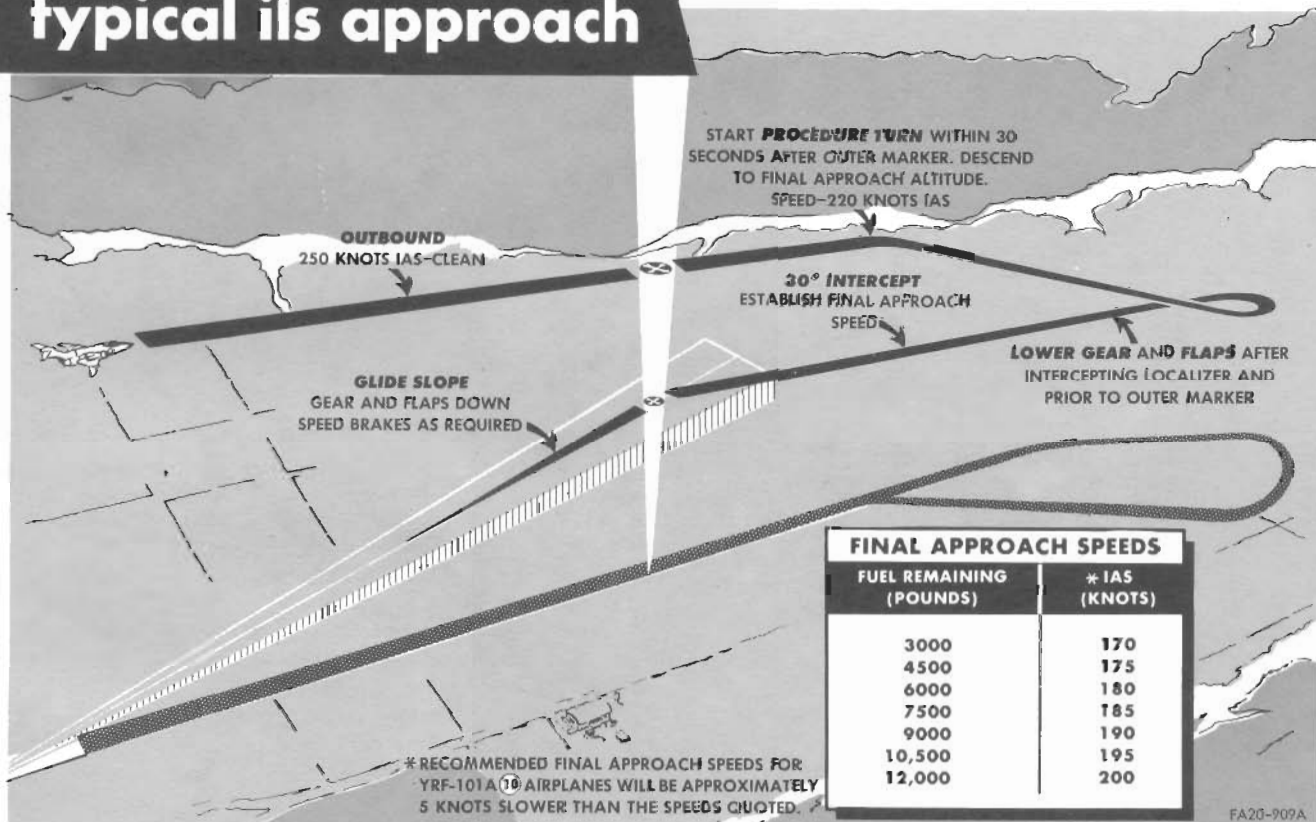 typical ils approach
START PROCEDURE TURN WITHIN 30
SECONDS AFTER OUTER MARKER. DESCEND
TO FINAL APPROACH ALTITUDE.
SPEED-220 KNOTS IAS
OUTBOUND
250 KNOTS IAS-CLEAN
30° INTERCEPT
ESTABLISH FINAL APPROACH
SPEED.
LOWER GEAR AND FLAPS AFTER
INTERCEPTING LOCALIZER AND
PRIOR TO OUTER MARKER
GLIDE SLOPE
GEAR AND FLAPS DOWN
SPEED BRAKES AS REQUIRED
FINAL APPROACH SPEEDS
FUEL REMAINING (POUNDS) * IAS (KNOTS)
3000 170
4500 175
6000 180
7500 185
9000 190
10,500 195
12,000 200
* RECOMMENDED FINAL APPROACH SPEEDS FOR
YRF-101A 10 AIRPLANES WILL BE APPROXIMATELY
5 KNOTS SLOWER THAN THE SPEEDS QUOTED.
FA20-909A